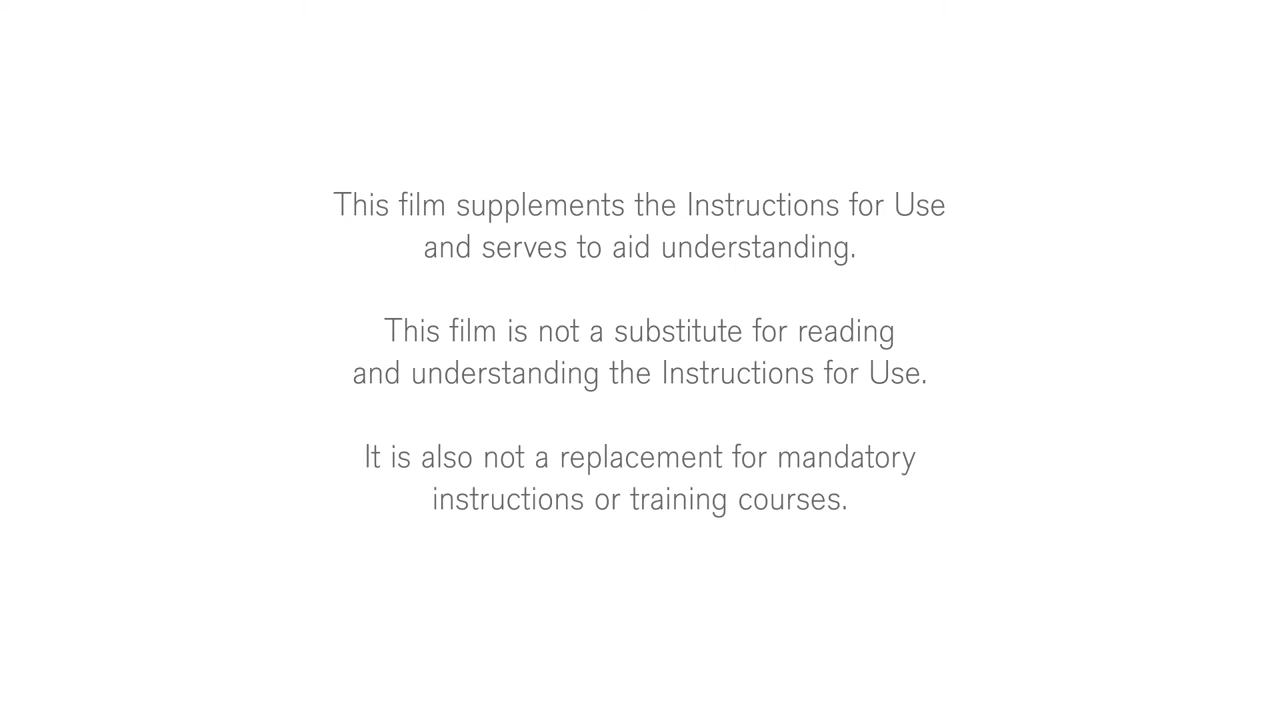 This film supplements the Instructions for Use
and serves to aid understanding.
This film is not a substitute for reading
and understanding the Instructions for Use.
It is also not a replacement for mandatory
instructions or training courses.